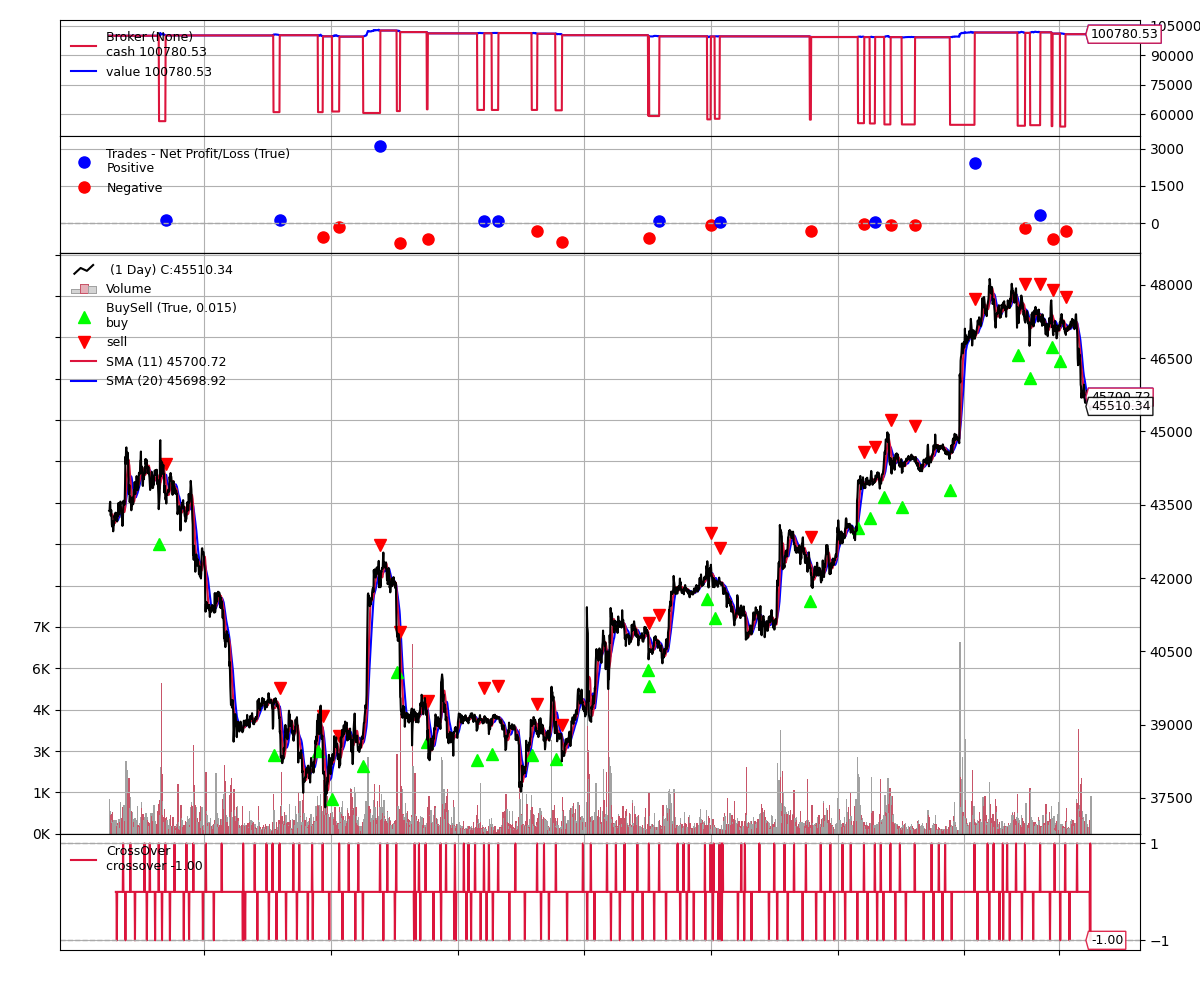 Broker (None)
cash 100780.53
value 100780.53
105000
100780.53
90000
75000
60000
Trades - Net Profit/Loss (True)
Positive
Negative
3000
1500
0
(1 Day) C:45510.34
Volume
BuySell (True, 0.015)
buy
sell
SMA (11) 45700.72
SMA (20) 45698.92
48000
46500
45700.72
45510.34
45000
43500
42000
40500
39000
37500
7K
6K
4K
3K
1K
0K
CrossOver
crossover -1.00
1
-1.00
−1